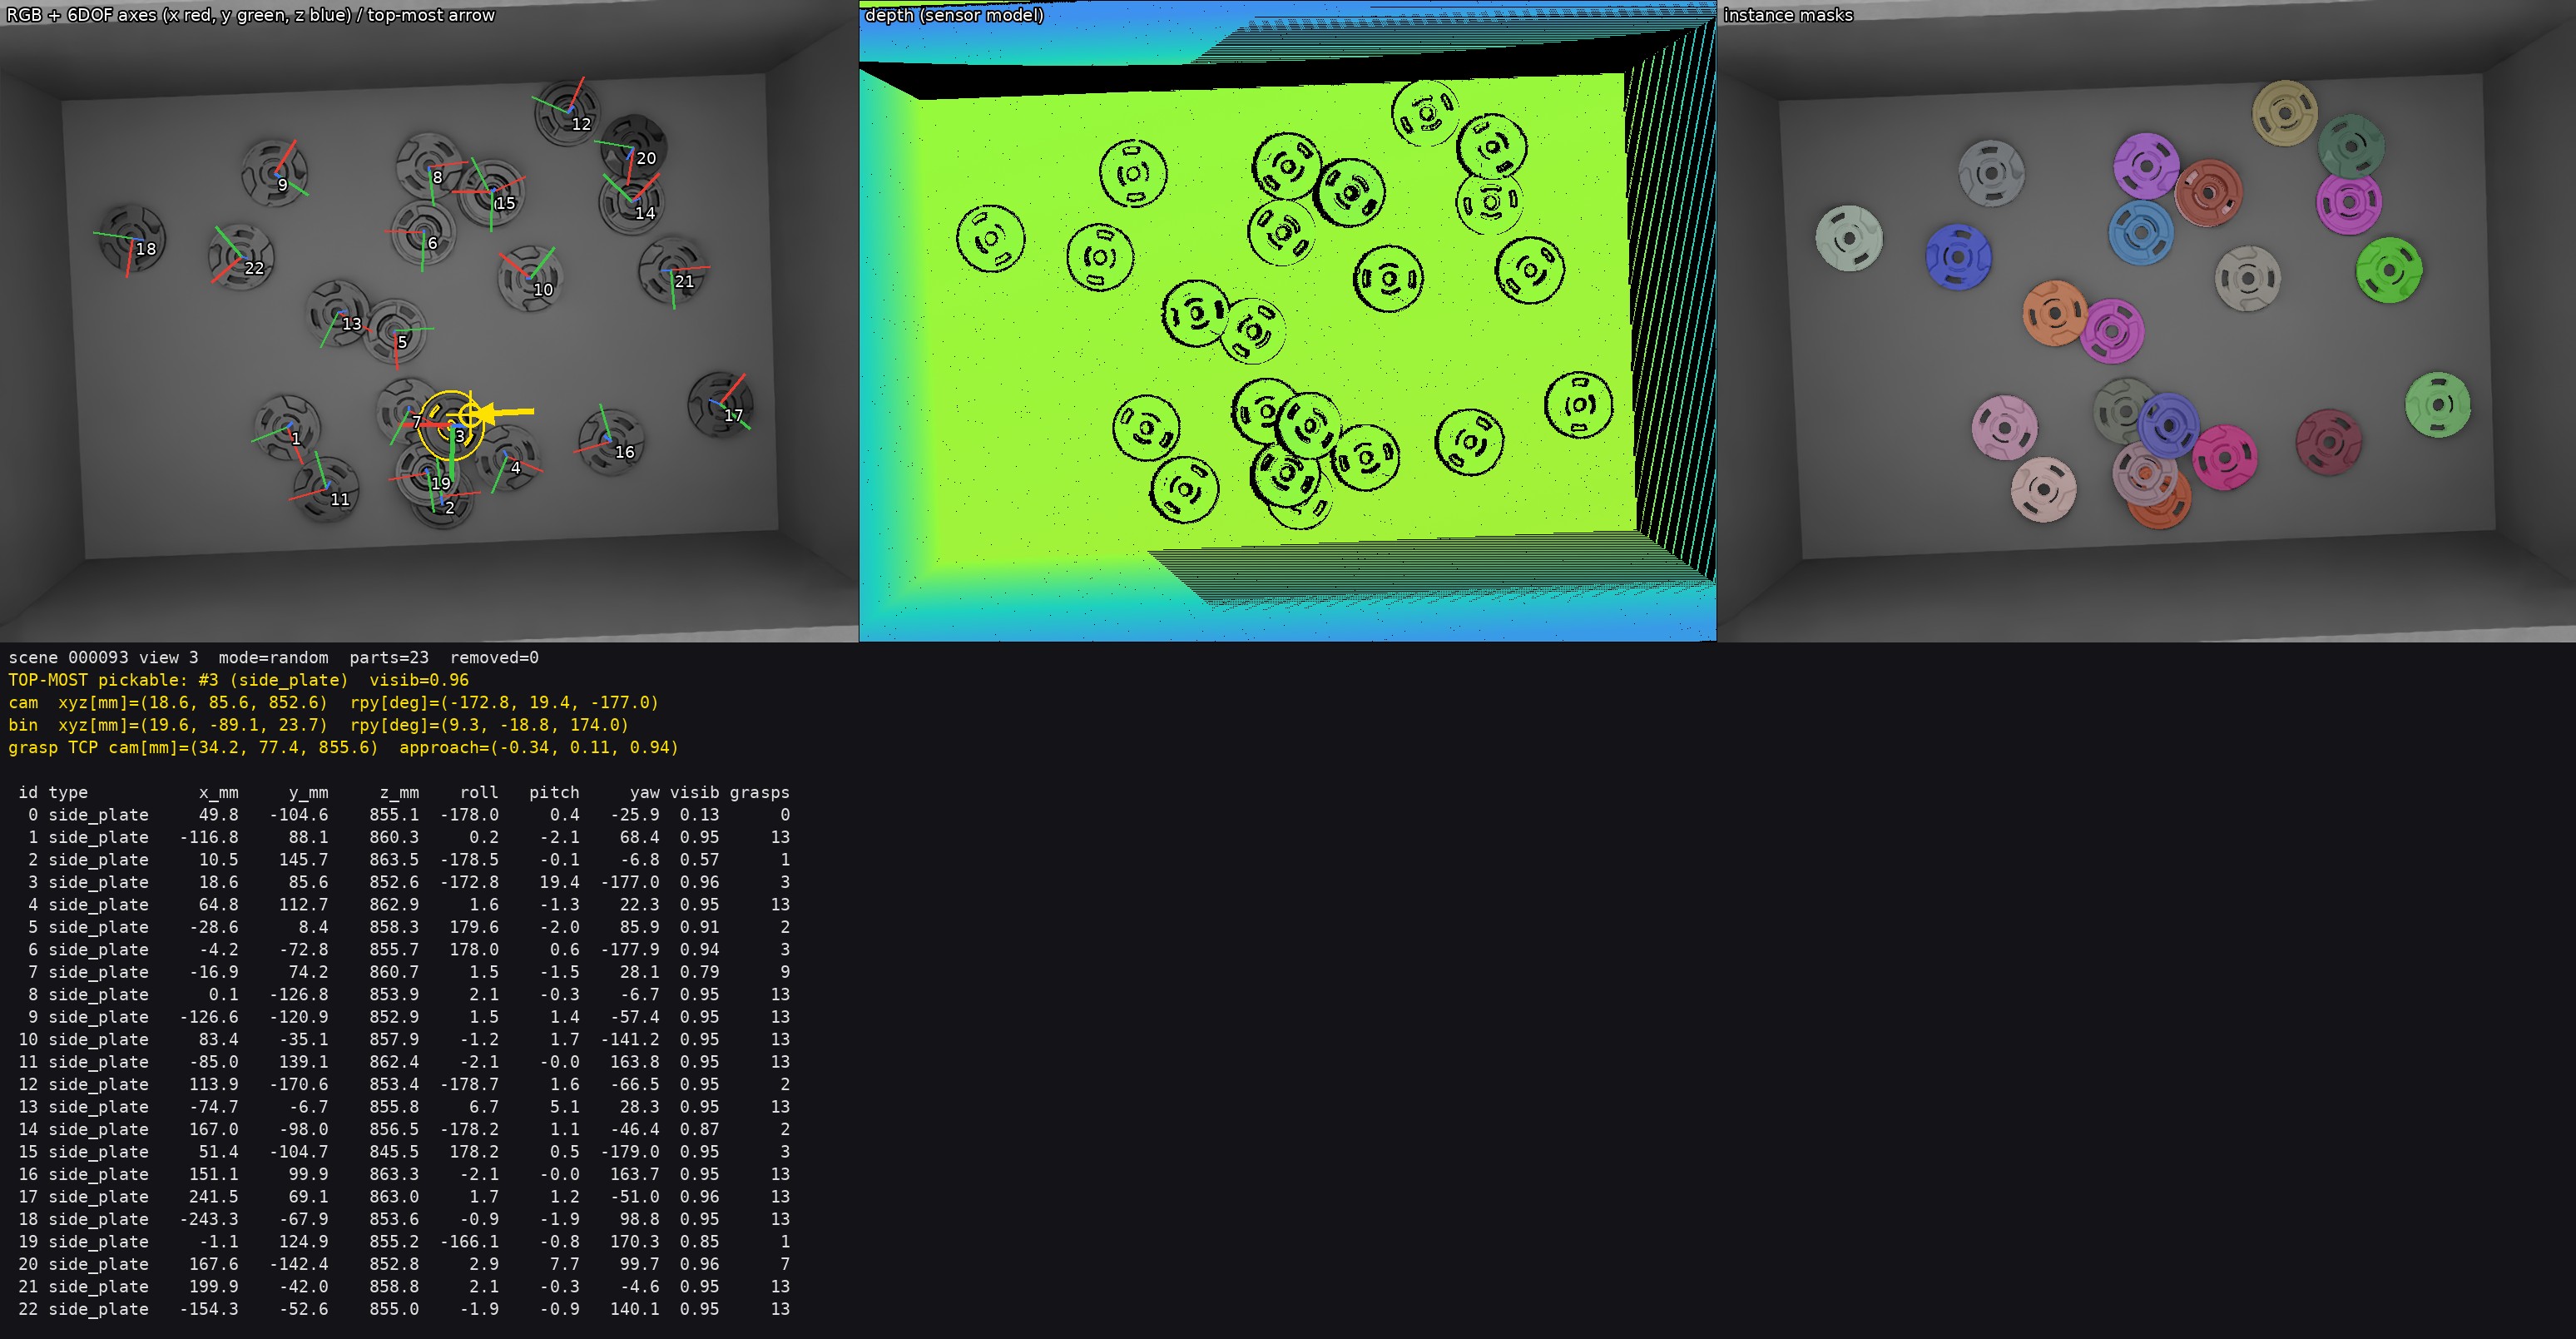 RGB + 6DOF axes (x red, y green, z blue) / top-most arrow
depth (sensor model)
instance masks
12
20
8
9
15
14
18
6
22
21
10
13
5
17
7
3
1
16
4
19
11
2
scene 000093 view 3 mode=random parts=23 removed=0
TOP-MOST pickable: #3 (side_plate) visib=0.96
cam xyz[mm]=(18.6, 85.6, 852.6) rpy[deg]=(-172.8, 19.4, -177.0)
bin xyz[mm]=(19.6, -89.1, 23.7) rpy[deg]=(9.3, -18.8, 174.0)
grasp TCP cam[mm]=(34.2, 77.4, 855.6) approach=(-0.34, 0.11, 0.94)
id type x_mm y_mm z_mm roll pitch yaw visib grasps
0 side_plate 49.8 -104.6 855.1 -178.0 0.4 -25.9 0.13 0
1 side_plate -116.8 88.1 860.3 0.2 -2.1 68.4 0.95 13
2 side_plate 10.5 145.7 863.5 -178.5 -0.1 -6.8 0.57 1
3 side_plate 18.6 85.6 852.6 -172.8 19.4 -177.0 0.96 3
4 side_plate 64.8 112.7 862.9 1.6 -1.3 22.3 0.95 13
5 side_plate -28.6 8.4 858.3 179.6 -2.0 85.9 0.91 2
6 side_plate -4.2 -72.8 855.7 178.0 0.6 -177.9 0.94 3
7 side_plate -16.9 74.2 860.7 1.5 -1.5 28.1 0.79 9
8 side_plate 0.1 -126.8 853.9 2.1 -0.3 -6.7 0.95 13
9 side_plate -126.6 -120.9 852.9 1.5 1.4 -57.4 0.95 13
10 side_plate 83.4 -35.1 857.9 -1.2 1.7 -141.2 0.95 13
11 side_plate -85.0 139.1 862.4 -2.1 -0.0 163.8 0.95 13
12 side_plate 113.9 -170.6 853.4 -178.7 1.6 -66.5 0.95 2
13 side_plate -74.7 -6.7 855.8 6.7 5.1 28.3 0.95 13
14 side_plate 167.0 -98.0 856.5 -178.2 1.1 -46.4 0.87 2
15 side_plate 51.4 -104.7 845.5 178.2 0.5 -179.0 0.95 3
16 side_plate 151.1 99.9 863.3 -2.1 -0.0 163.7 0.95 13
17 side_plate 241.5 69.1 863.0 1.7 1.2 -51.0 0.96 13
18 side_plate -243.3 -67.9 853.6 -0.9 -1.9 98.8 0.95 13
19 side_plate -1.1 124.9 855.2 -166.1 -0.8 170.3 0.85 1
20 side_plate 167.6 -142.4 852.8 2.9 7.7 99.7 0.96 7
21 side_plate 199.9 -42.0 858.8 2.1 -0.3 -4.6 0.95 13
22 side_plate -154.3 -52.6 855.0 -1.9 -0.9 140.1 0.95 13